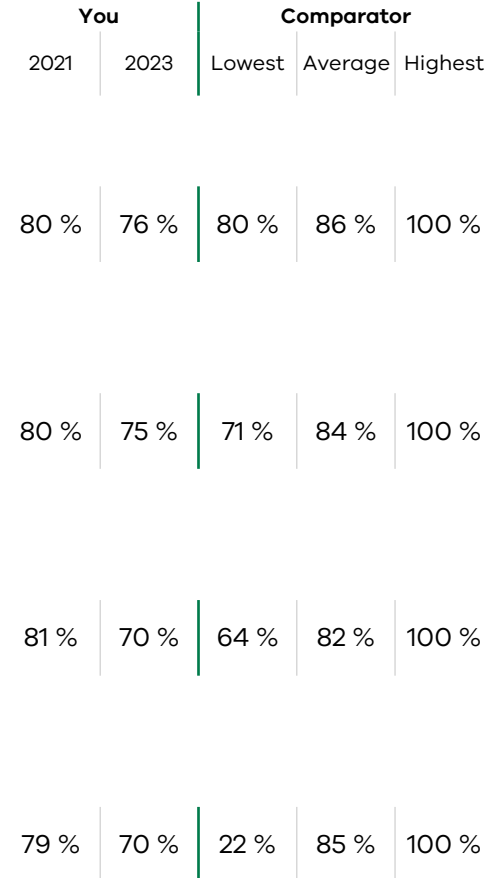 You Comparator
2021 2023 Lowest Average Highest
80 % 76 % 80 % 86 % 100 %
80 % 75 % 71 % 84 % 100 %
81 % 70 % 64 % 82 % 100 %
79 % 70 % 22 % 85 % 100 %